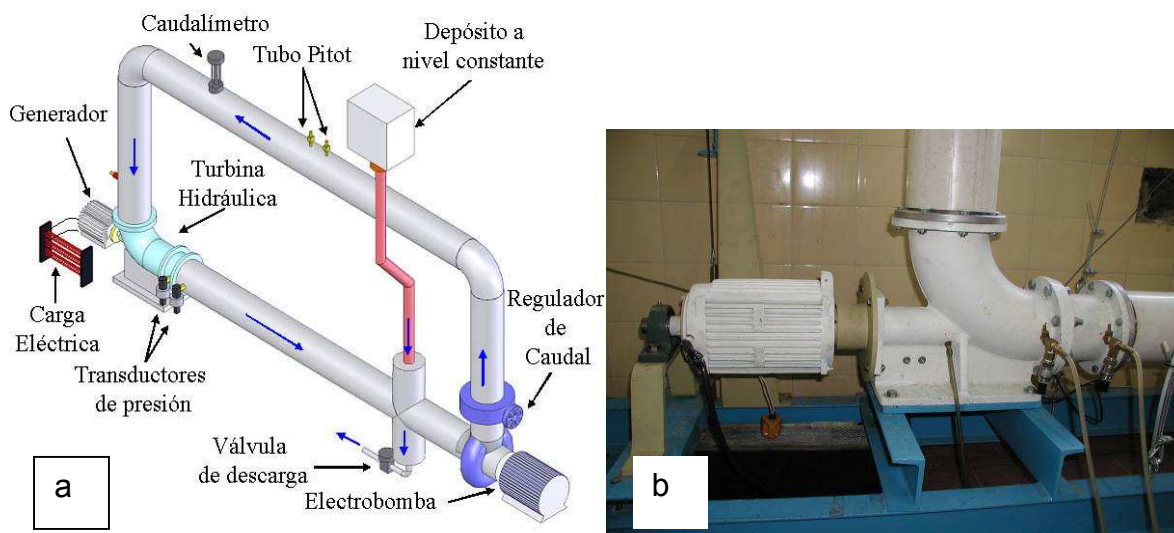 Caudalímetro
Tubo Pitot
Depósito a
nivel constante
Generador
Turbina
Hidráulica
Carga
Eléctrica
Transductores
de presión
Regulador
de
Caudal
Válvula
de descarga
Electrobomba
a
b